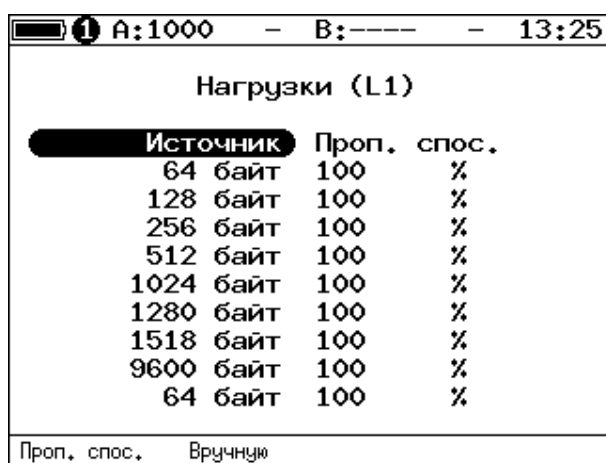 1 A:1000 – B:---- – 13:25
Нагрузки (L1)
Источник Проп. спос.
64 байт 100 %
128 байт 100 %
256 байт 100 %
512 байт 100 %
1024 байт 100 %
1280 байт 100 %
1518 байт 100 %
9600 байт 100 %
64 байт 100 %
Проп. спос. Вручную